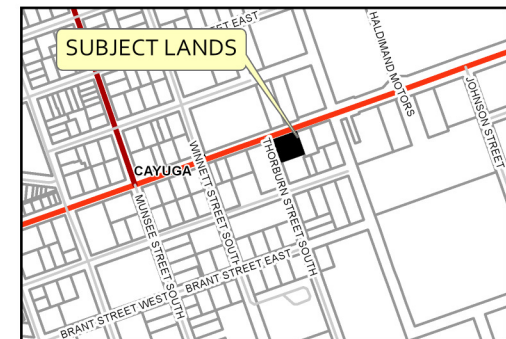 STREET EAST
SUBJECT LANDS
HALDIMAND MOTORS
JOHNSON STREET
CAYUGA
WINNETT STREET SOUTH
THORBURN STREET SOUTH
MUNSEE STREET SOUTH
BRANT STREET WEST
BRANT STREET EAST